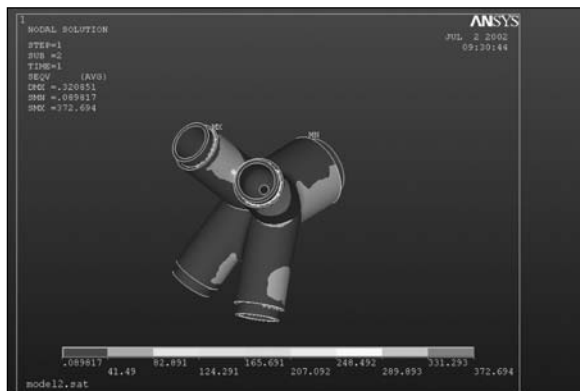 1
ANSYS
NODAL SOLUTION
JUL 2 2002
09:30:44
STEP=1
SUB =2
TIME=1
SEQV (AVG)
DMX =.320851
SMN =.089817
SMX =372.694
MX
MN
.089817 82.891 165.691 248.492 331.293
41.49 124.291 207.092 289.893 372.694
model2.sat